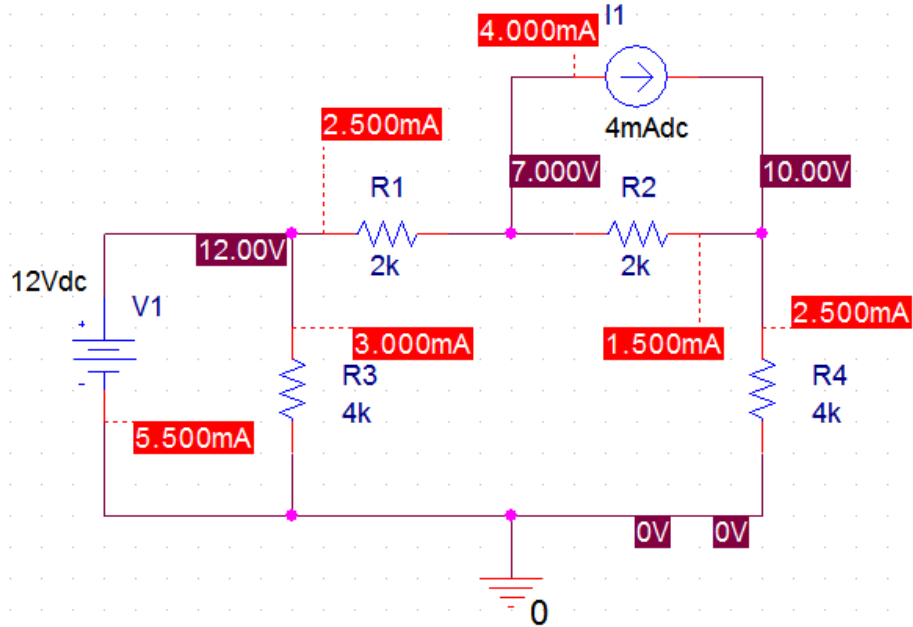 I1
4.000mA
4mAdc
2.500mA
7.000V
10.00V
R1
R2
12.00V
2k
2k
12Vdc
V1
+
-
3.000mA
1.500mA
2.500mA
R3
4k
R4
4k
5.500mA
0V
0V
0